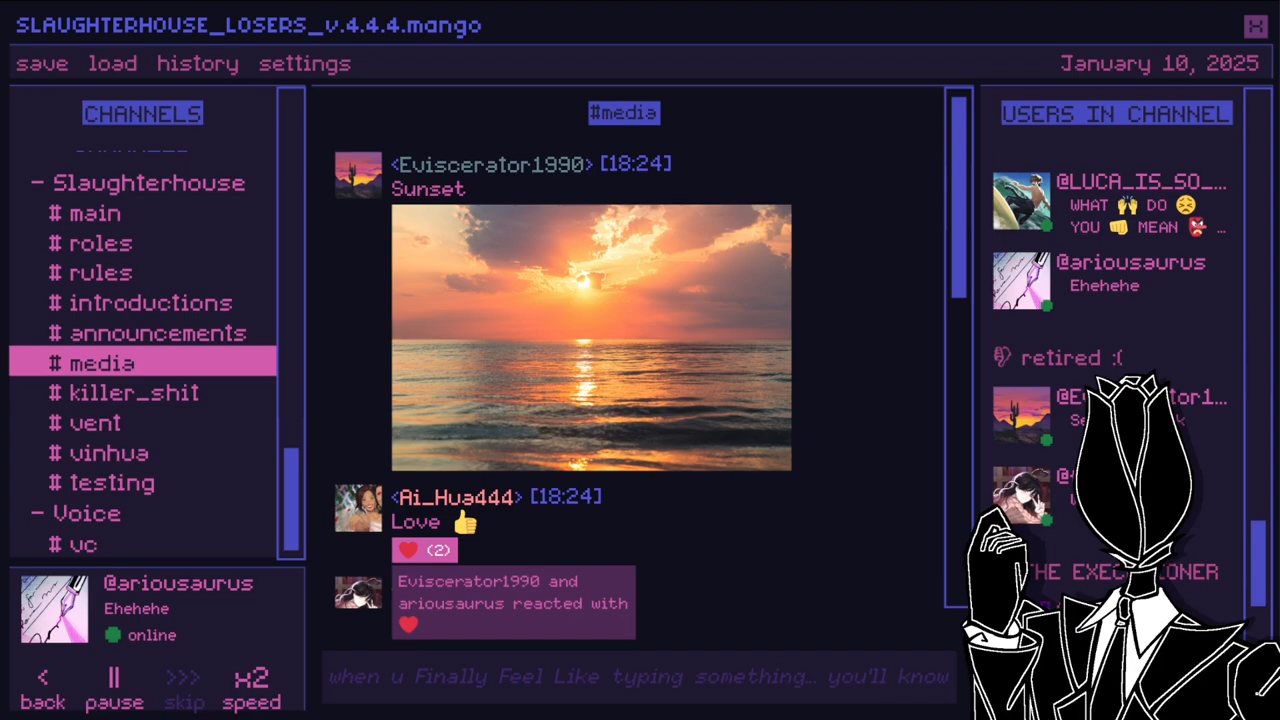 SLAUGHTERHOUSE_LOSERS_v.4.4.4.mango
save load history settings
January 10, 2025
CHANNELS
CHANNELS
- Slaughterhouse
# main
# roles
# rules
# introductions
# announcements
# media
# killer_shit
# vent
# vinhua
# testing
- Voice
# vc
@ariousaurus
Ehehehe
online
< back
|| pause
>>> skip
x2 speed
#media
<Eviscerator1990> [18:24]
Sunset
<Ai_Hua444> [18:24]
Love 👍
❤️ (2)
Eviscerator1990 and
ariousaurus reacted with
❤️
when u Finally Feel Like typing something... you'll know
USERS IN CHANNEL
@LUCA_IS_SO_...
WHAT 🙌 DO 😣
YOU 👊 MEAN 👺 ...
@ariousaurus
Ehehehe
retired :(